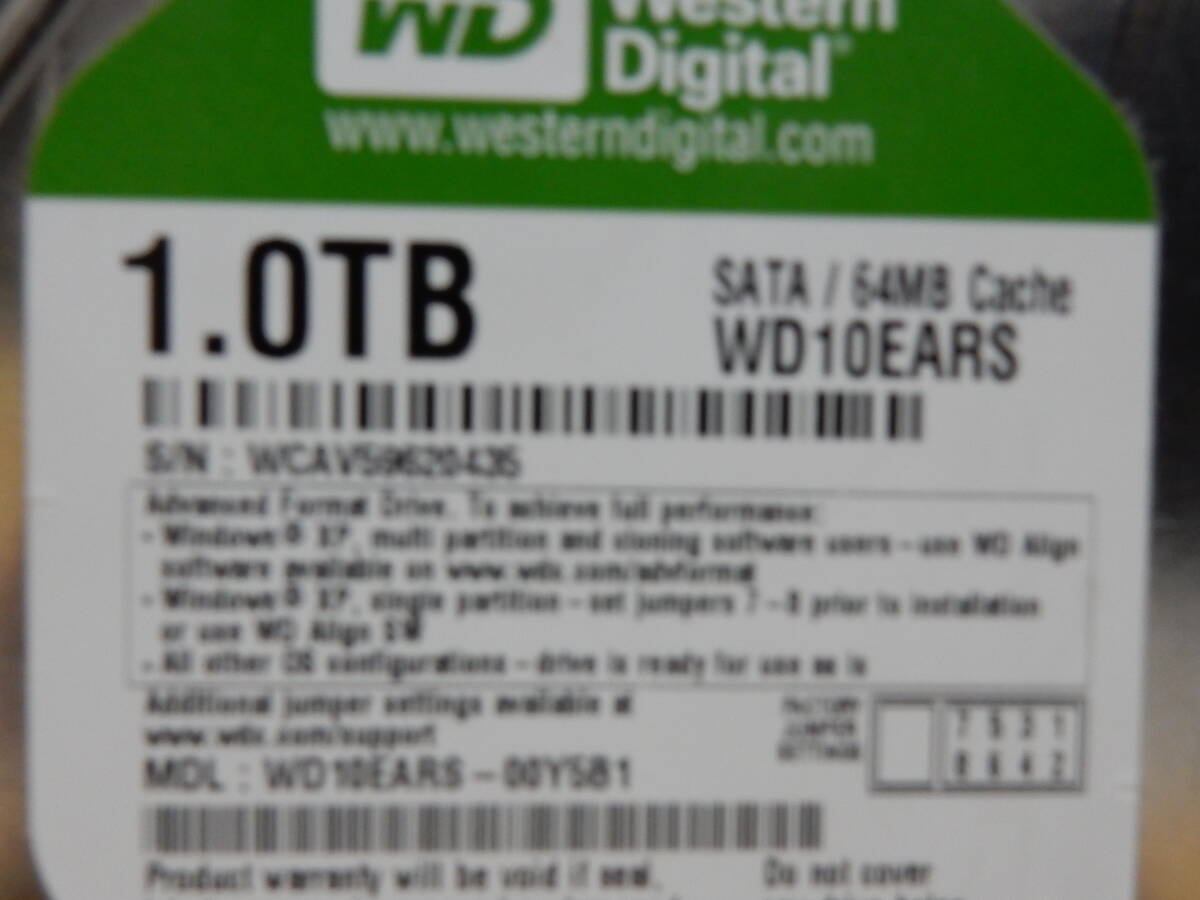 WD
Western
Digital®
www.westerndigital.com
1.0TB
SATA / 64MB Cache
WD10EARS
S/N : WCAV59620435
Advanced Format Drive. To achieve full performance:
- Windows® XP, multi partition and cloning software users – use WD Align
software available on www.wdc.com/advformat
- Windows® XP, single partition – set jumpers 7 – 8 prior to installation
or use WD Align SW
- All other OS configurations – drive is ready for use as is
Additional jumper settings available at
www.wdc.com/support
FACTORY
JUMPER
SETTINGS
7 5 3 1
8 6 4 2
MDL : WD10EARS – 00Y5B1
Product warranty will be void if seal,
Do not cover